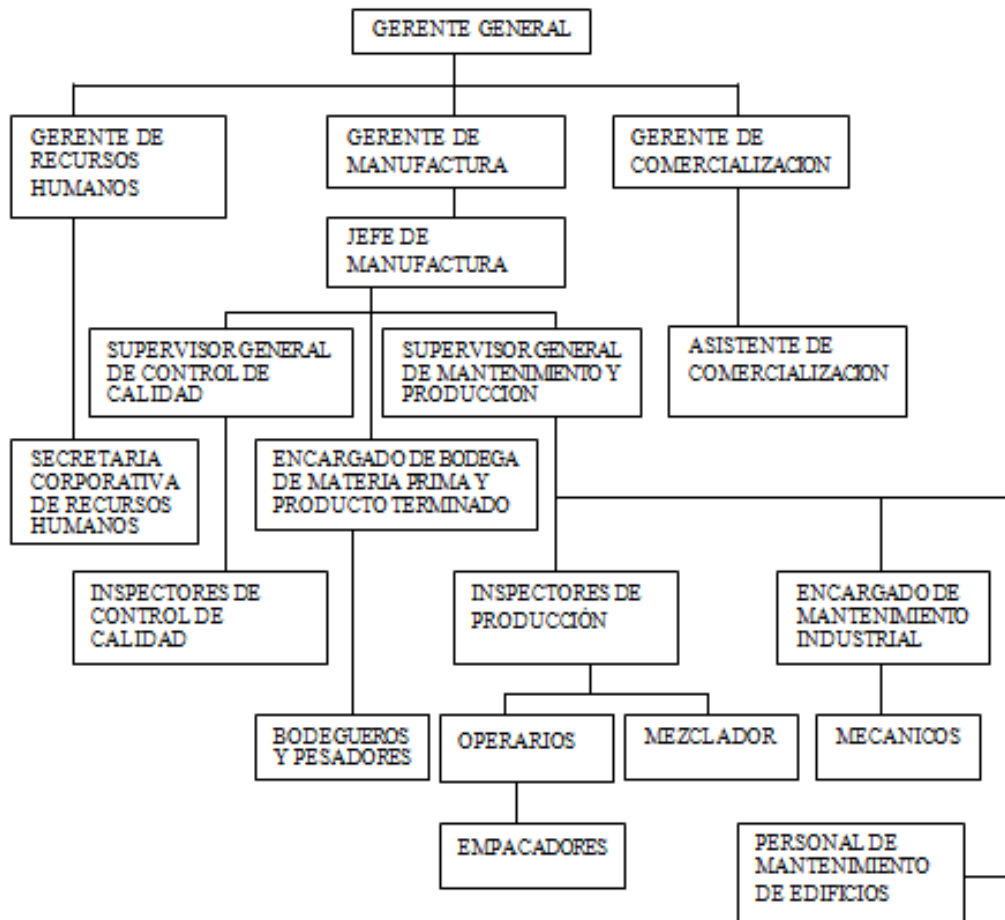 GERENTE GENERAL
GERENTE DE
RECURSOS
HUMANOS
GERENTE DE
MANUFACTURA
GERENTE DE
COMERCIALIZACION
JEFE DE
MANUFACTURA
SUPERVISOR GENERAL
DE CONTROL DE
CALIDAD
SUPERVISOR GENERAL
DE MANTENIMIENTO Y
PRODUCCION
ASISTENTE DE
COMERCIALIZACION
SECRETARIA
CORPORATIVA
DE RECURSOS
HUMANOS
ENCARGADO DE BODEGA
DE MATERIA PRIMA Y
PRODUCTO TERMINADO
INSPECTORES DE
CONTROL DE
CALIDAD
INSPECTORES DE
PRODUCCIÓN
ENCARGADO DE
MANTENIMIENTO
INDUSTRIAL
BODEGUEROS
Y PESADORES
OPERARIOS
MEZCLADOR
MECANICOS
EMPACADORES
PERSONAL DE
MANTENIMIENTO
DE EDIFICIOS